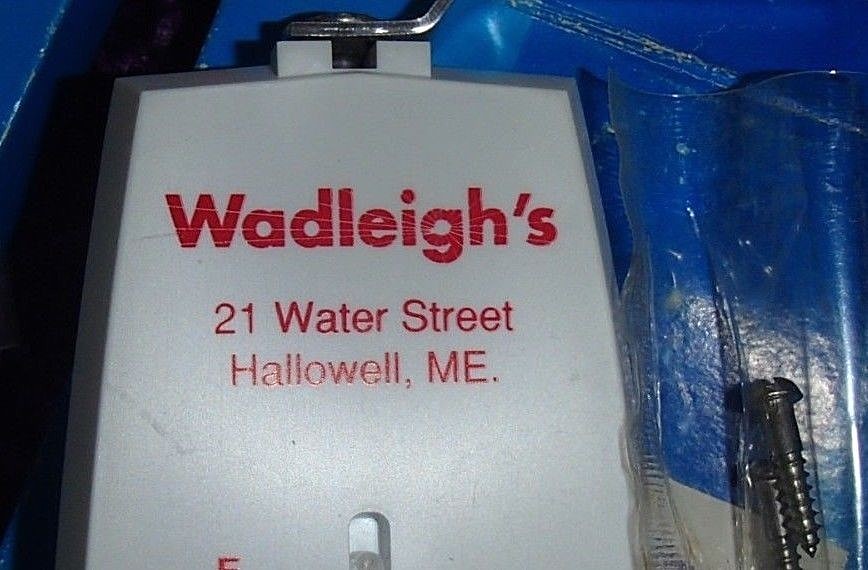 Wadleigh's
21 Water Street
Hallowell, ME.
F